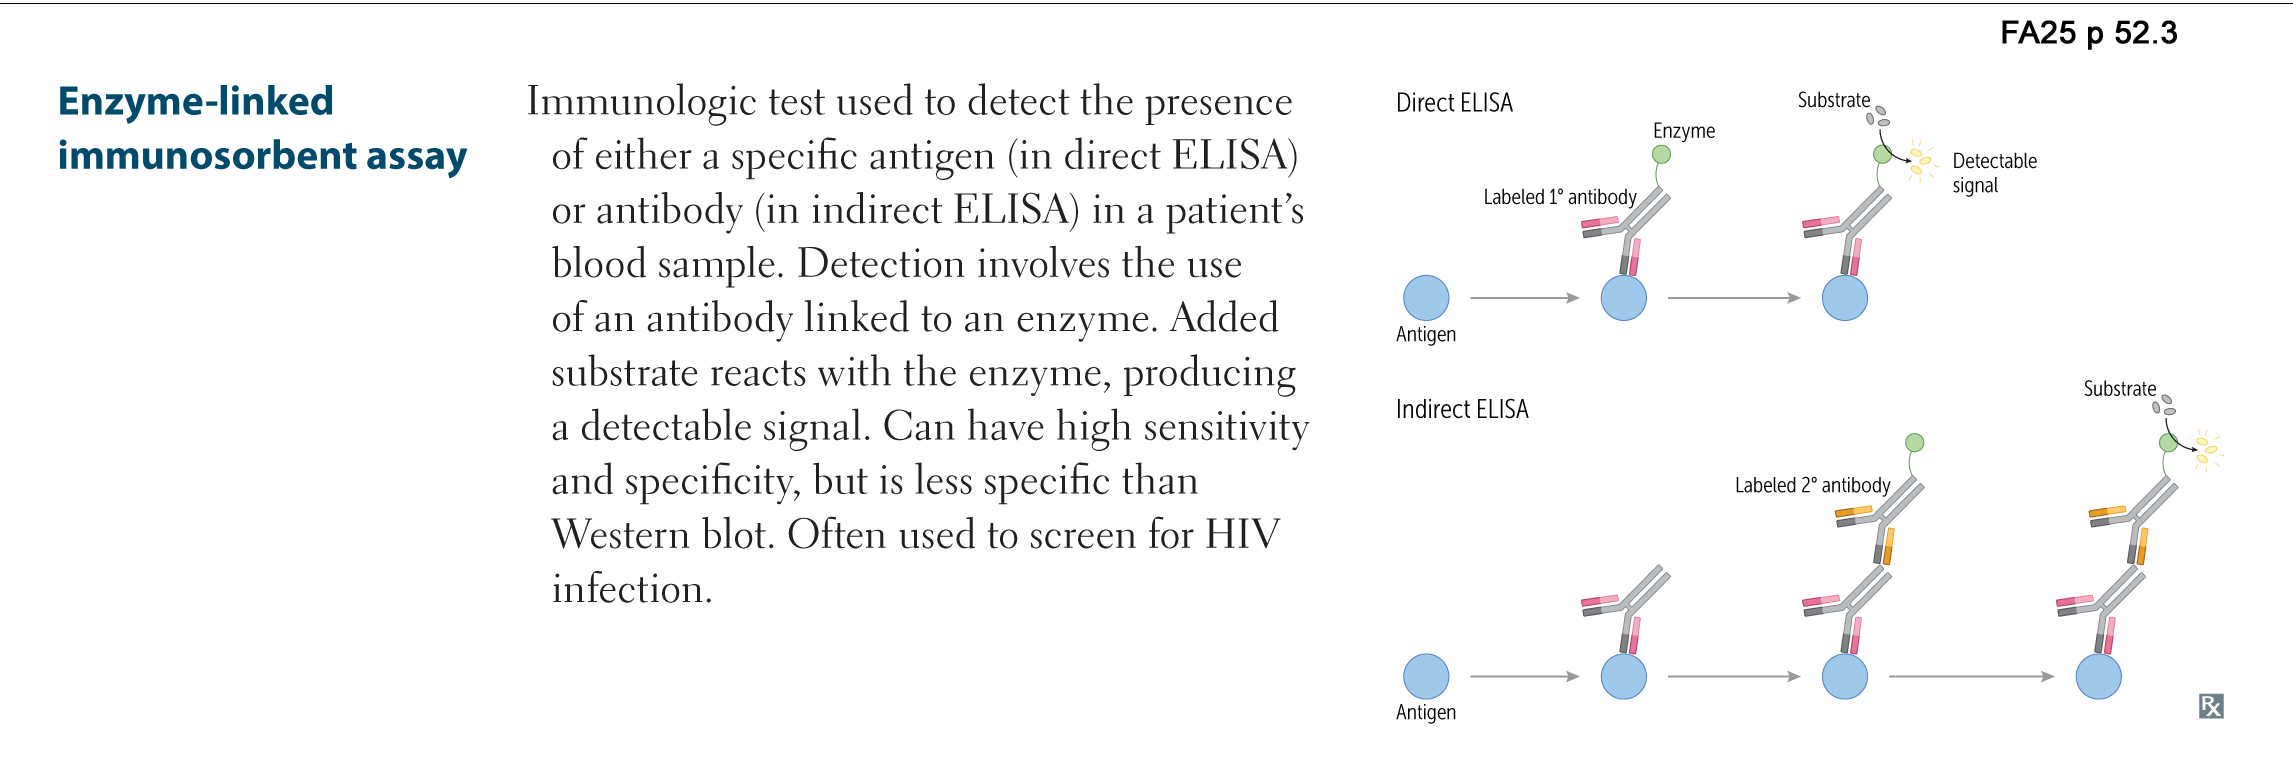 FA25 p 52.3
Enzyme-linked
immunosorbent assay
Immunologic test used to detect the presence
of either a specific antigen (in direct ELISA)
or antibody (in indirect ELISA) in a patient’s
blood sample. Detection involves the use
of an antibody linked to an enzyme. Added
substrate reacts with the enzyme, producing
a detectable signal. Can have high sensitivity
and specificity, but is less specific than
Western blot. Often used to screen for HIV
infection.
Direct ELISA
Substrate
Enzyme
Detectable
signal
Labeled 1° antibody
Antigen
Indirect ELISA
Substrate
Labeled 2° antibody
Antigen
Rx